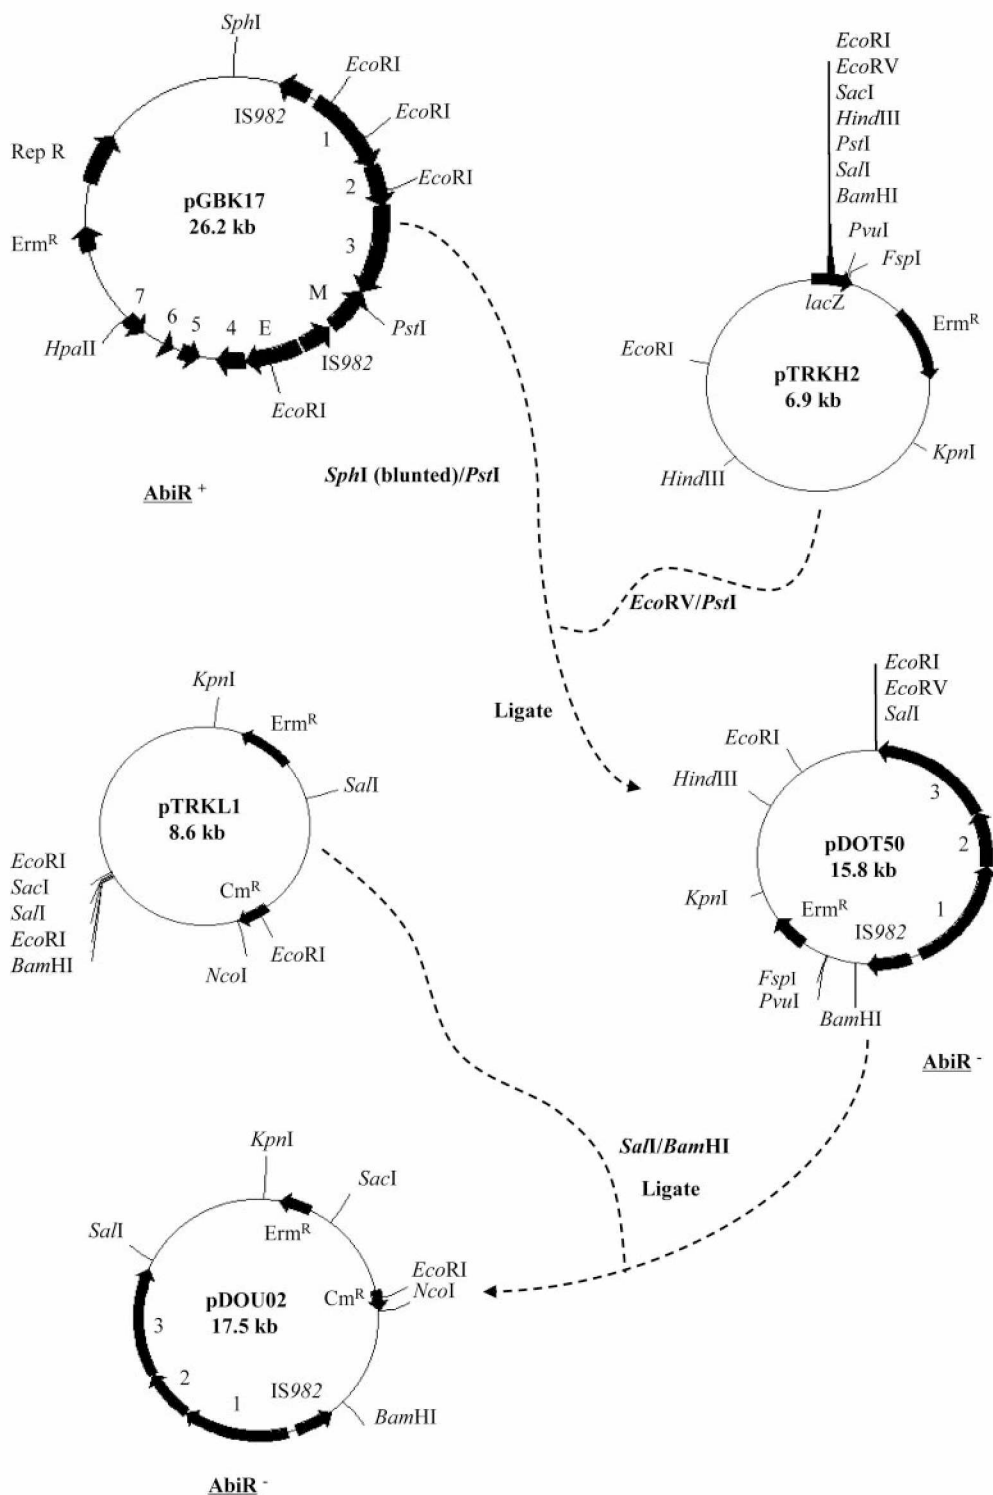 SphI
EcoRI
IS982
1
EcoRI
Rep R
2
EcoRI
pGBK17
26.2 kb
3
ErmR
M
7
6
5
4
E
PstI
HpaII
IS982
EcoRI
AbiR +
SphI (blunted)/PstI
EcoRI
EcoRV
SacI
HindIII
PstI
SalI
BamHI
PvuI
FspI
lacZ
ErmR
EcoRI
pTRKH2
6.9 kb
KpnI
HindIII
EcoRV/PstI
Ligate
KpnI
ErmR
SalI
pTRKL1
8.6 kb
EcoRI
SacI
SalI
EcoRI
BamHI
CmR
EcoRI
NcoI
EcoRI
EcoRV
SalI
EcoRI
HindIII
3
pDOT50
15.8 kb
2
KpnI
ErmR
1
IS982
FspI
PvuI
BamHI
AbiR -
SalI/BamHI
Ligate
KpnI
SacI
ErmR
SalI
EcoRI
CmR
NcoI
pDOU02
17.5 kb
3
2
1
IS982
BamHI
AbiR -